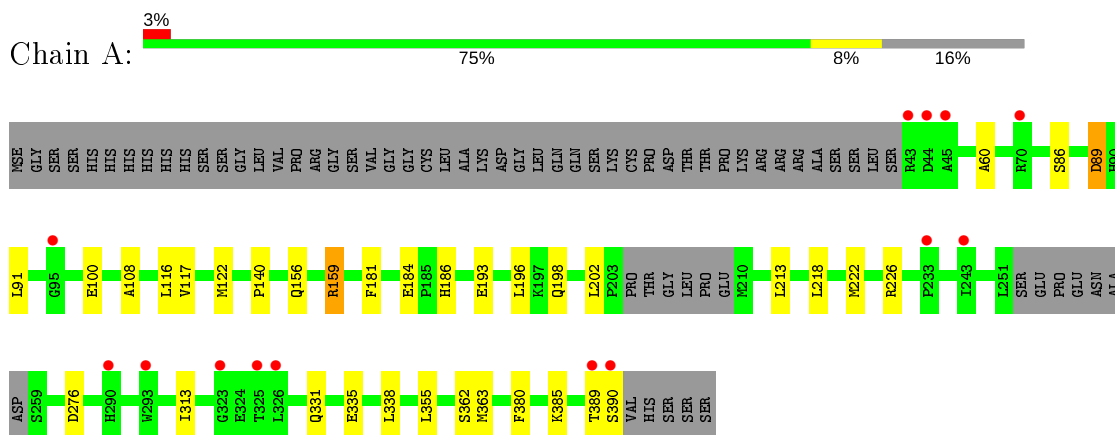 3%
Chain A:
75% 8% 16%
MSE GLY SER SER HIS HIS HIS HIS HIS HIS SER SER GLY LEU VAL PRO ARG GLY SER VAL GLY GLY CYS LEU ALA LYS ASP GLY LEU GLN GLN SER LYS CYS PRO ASP THR THR PRO LYS ARG ARG ARG ALA SER SER LEU SER R43 D44 A45 A60 R70 S86 D89 H90
L91 G95 E100 A108 L116 V117 M122 P140 Q156 R159 F181 E184 P185 H186 E193 L196 K197 Q198 L202 P203 PRO THR GLY LEU PRO GLU M210 L213 L218 M222 R226 P233 I243 L251 SER GLU PRO GLU ASN ALA
ASP S259 D276 H290 W293 I313 G323 E324 T325 L326 Q331 E335 L338 L355 S362 M363 F380 K385 T389 S390 VAL HIS SER SER SER